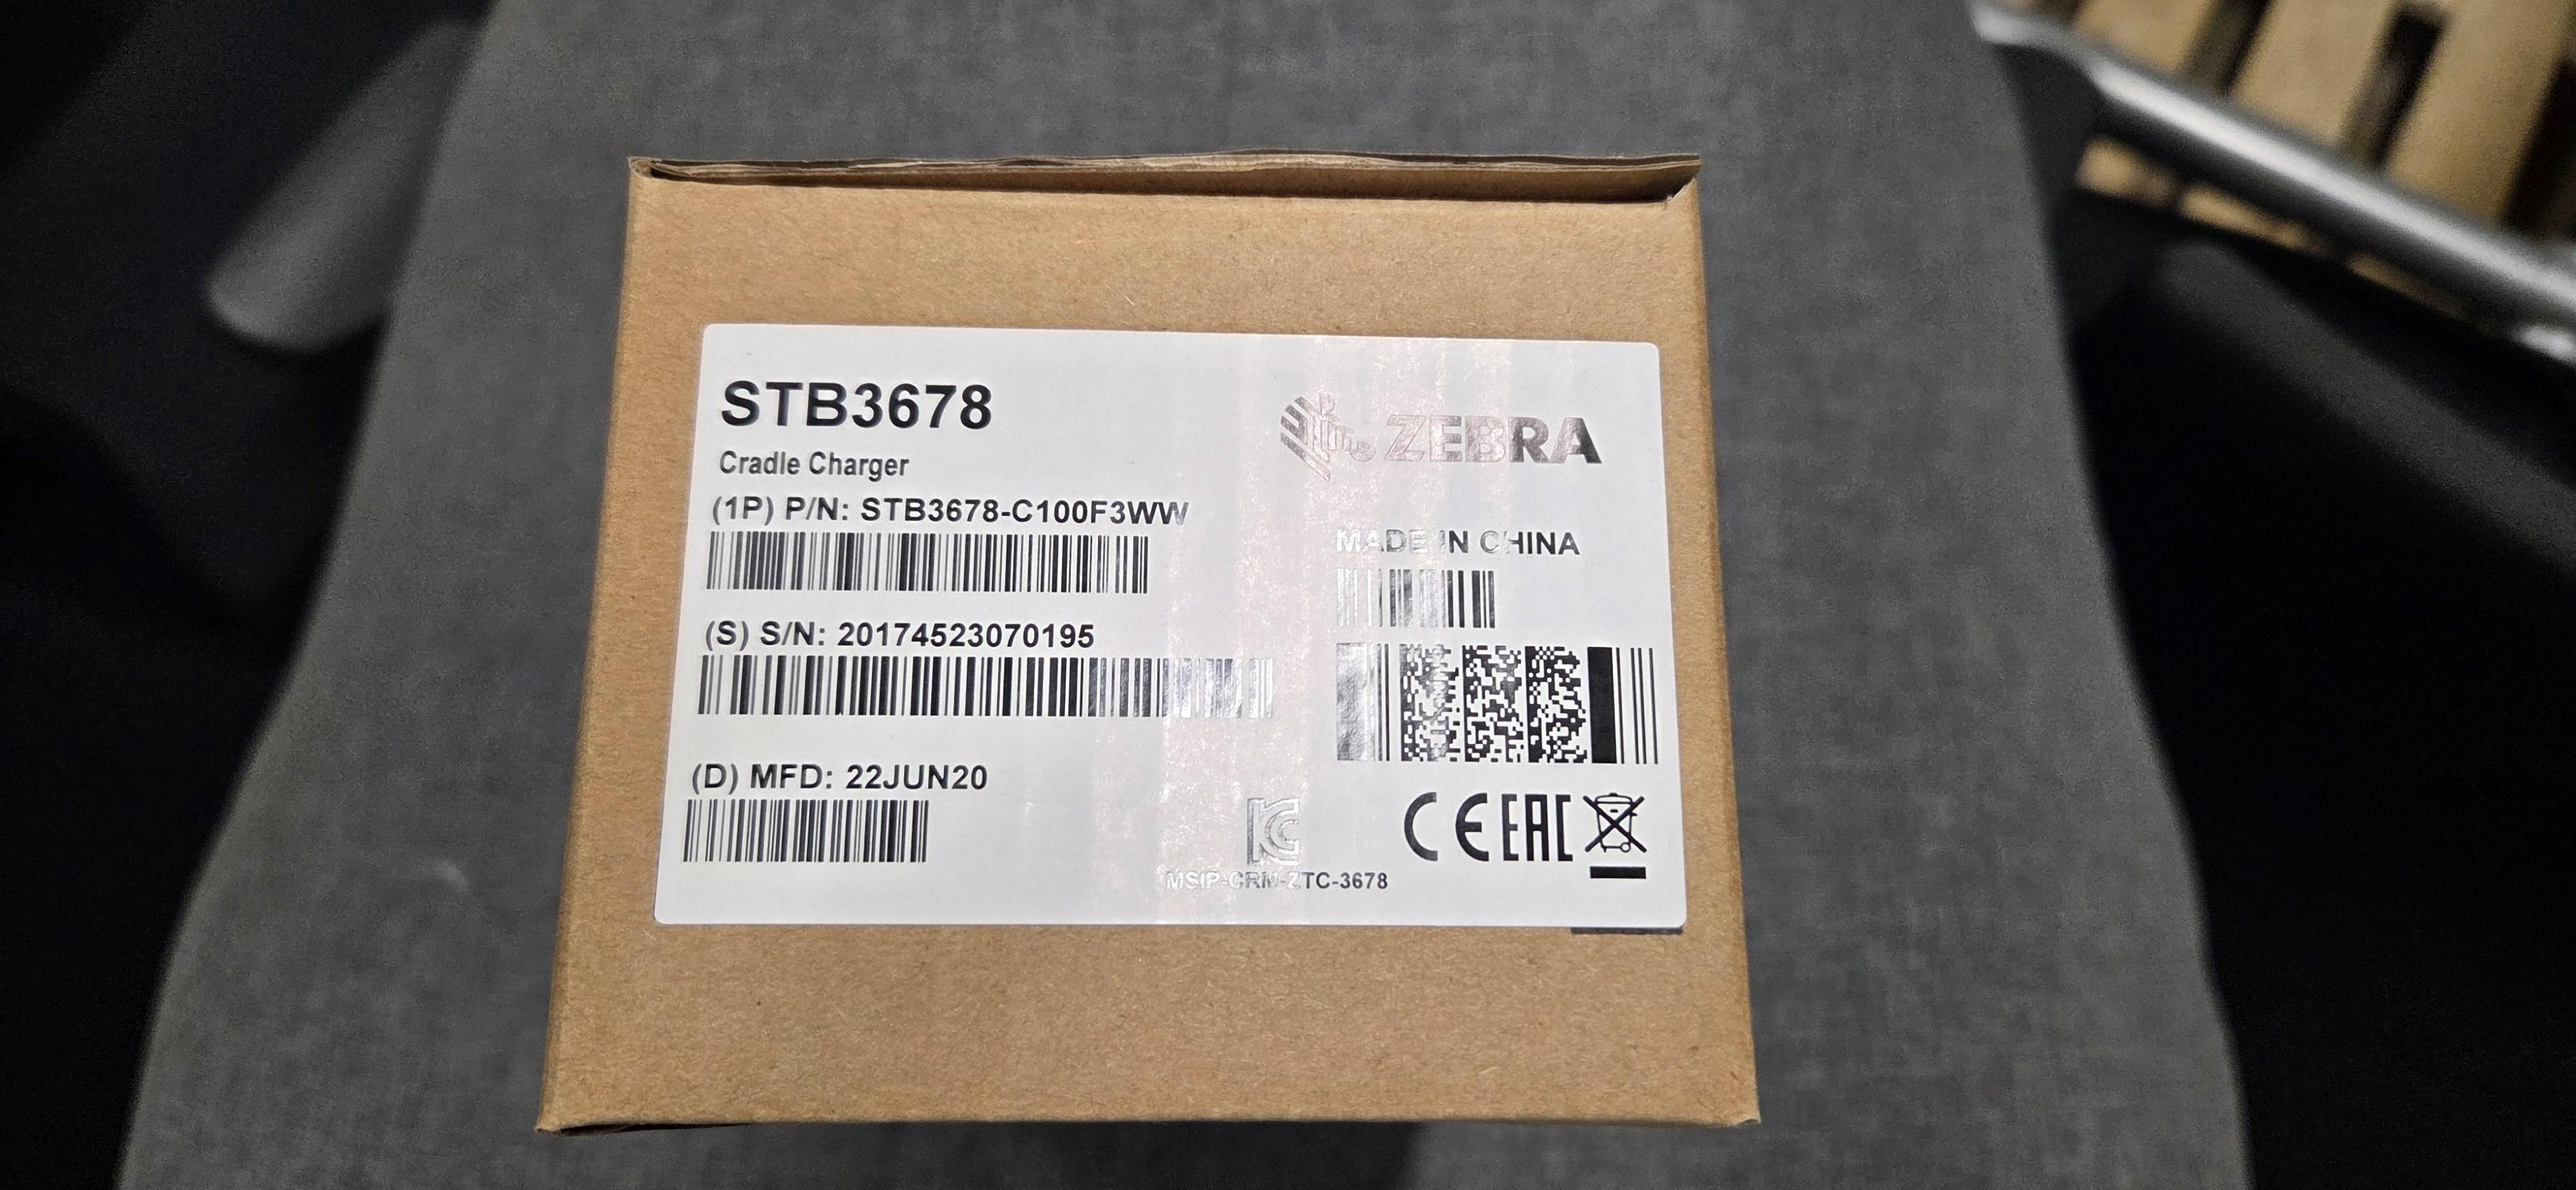 STB3678
ZEBRA
Cradle Charger
(1P) P/N: STB3678-C100F3WW
MADE IN CHINA
(S) S/N: 20174523070195
(D) MFD: 22JUN20
CE EAC
MSIP-CRM-ZTC-3678